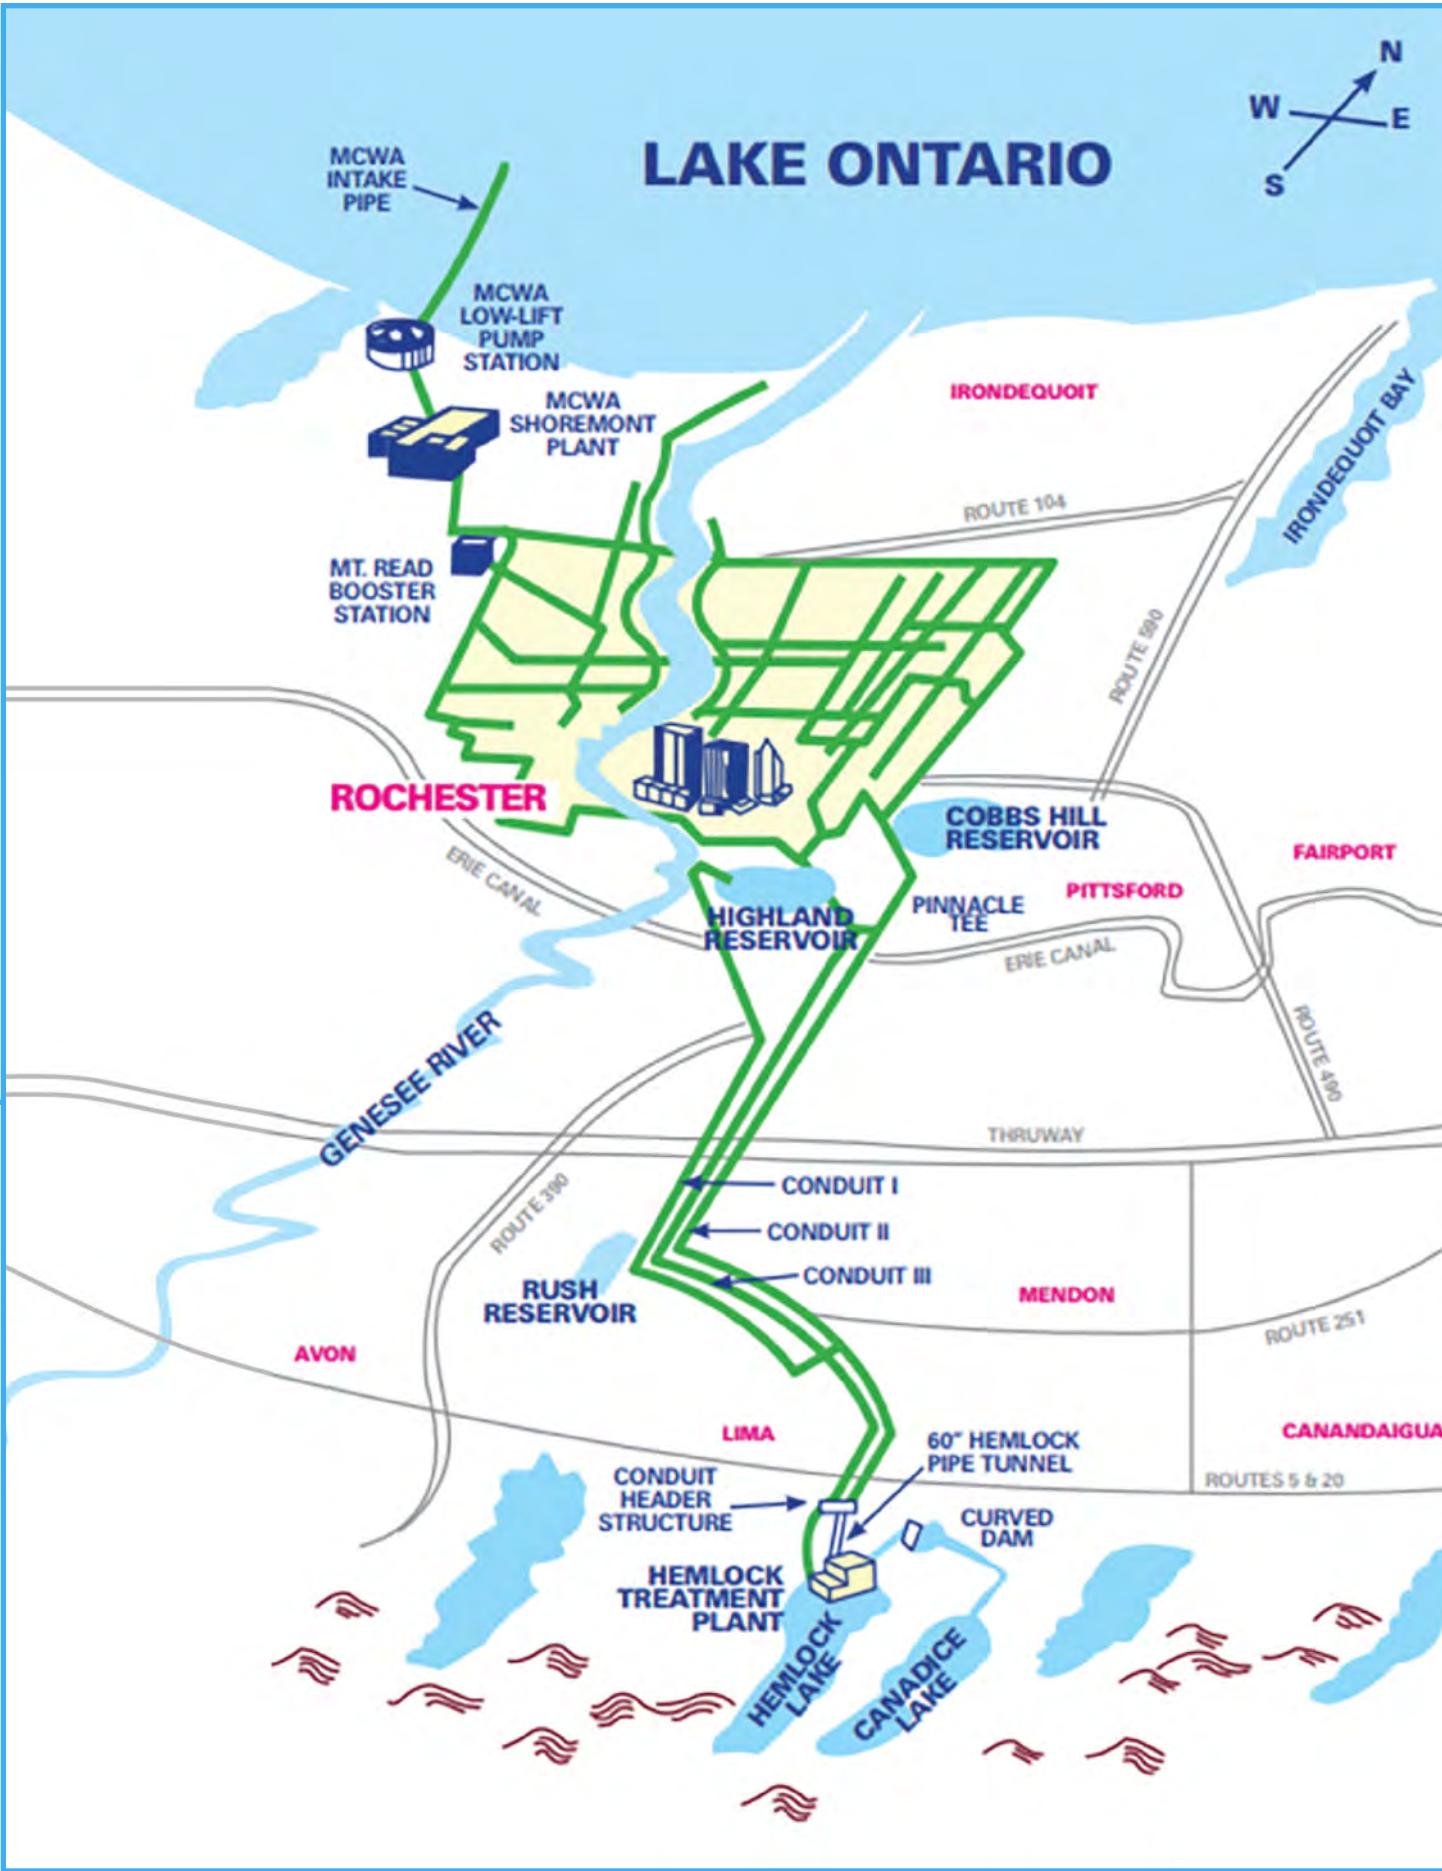 N
W
E
S
LAKE ONTARIO
MCWA
INTAKE
PIPE
MCWA
LOW-LIFT
PUMP
STATION
IRONDEQUOIT
IRONDEQUOIT BAY
MCWA
SHOREMONT
PLANT
ROUTE 104
MT. READ
BOOSTER
STATION
ROUTE 590
ROCHESTER
COBBS HILL
RESERVOIR
FAIRPORT
ERIE CANAL
PITTSFORD
HIGHLAND
RESERVOIR
PINNACLE
TEE
ERIE CANAL
GENESEE RIVER
ROUTE 490
THRUWAY
CONDUIT I
ROUTE 390
CONDUIT II
CONDUIT III
RUSH
RESERVOIR
MENDON
ROUTE 251
AVON
LIMA
CANANDAIGUA
60" HEMLOCK
PIPE TUNNEL
CONDUIT
HEADER
STRUCTURE
ROUTES 5 & 20
CURVED
DAM
HEMLOCK
TREATMENT
PLANT
HEMLOCK
LAKE
CANADICE
LAKE